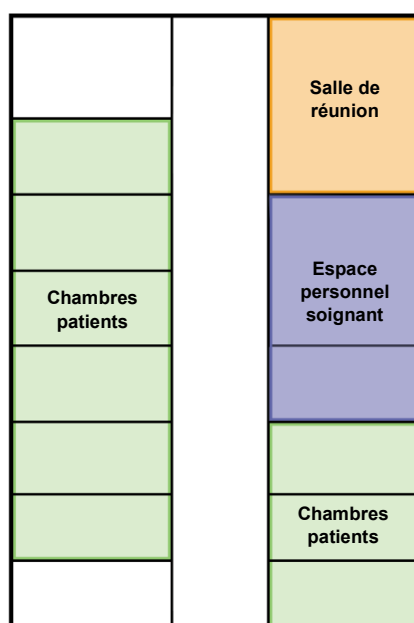 Salle de
réunion
Espace
personnel
soignant
Chambres
patients
Chambres
patients